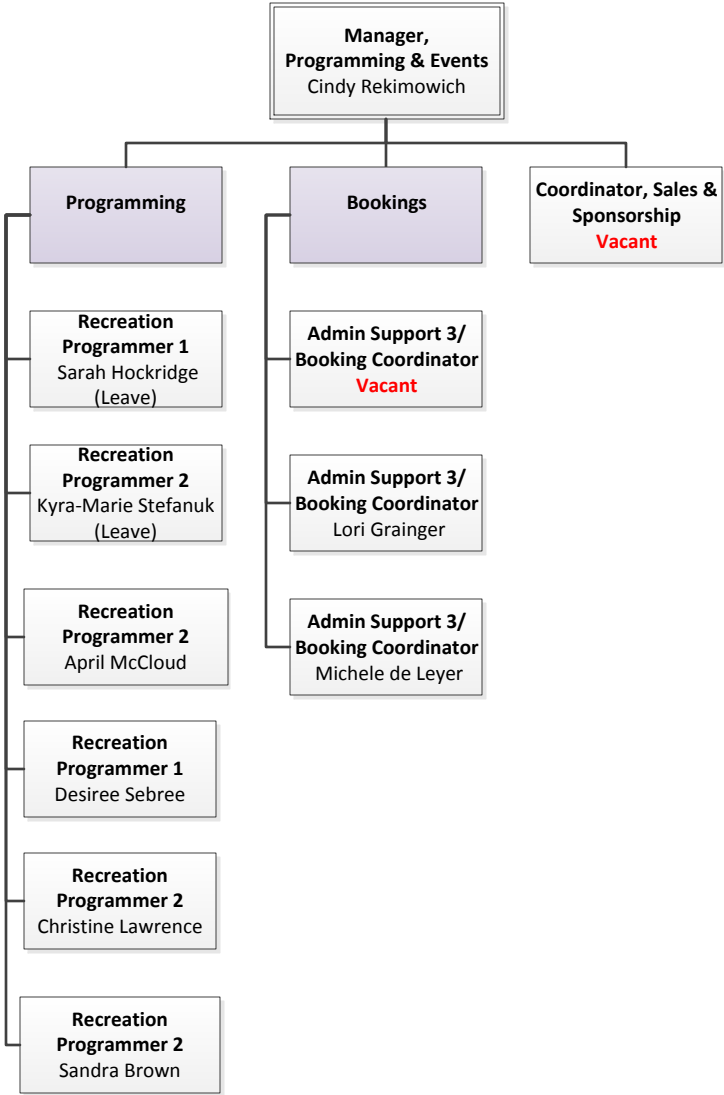 Manager,
Programming & Events
Cindy Rekimowich
Programming
Bookings
Coordinator, Sales &
Sponsorship
Vacant
Recreation
Programmer 1
Sarah Hockridge
(Leave)
Recreation
Programmer 2
Kyra-Marie Stefanuk
(Leave)
Recreation
Programmer 2
April McCloud
Recreation
Programmer 1
Desiree Sebree
Recreation
Programmer 2
Christine Lawrence
Recreation
Programmer 2
Sandra Brown
Admin Support 3/
Booking Coordinator
Vacant
Admin Support 3/
Booking Coordinator
Lori Grainger
Admin Support 3/
Booking Coordinator
Michele de Leyer